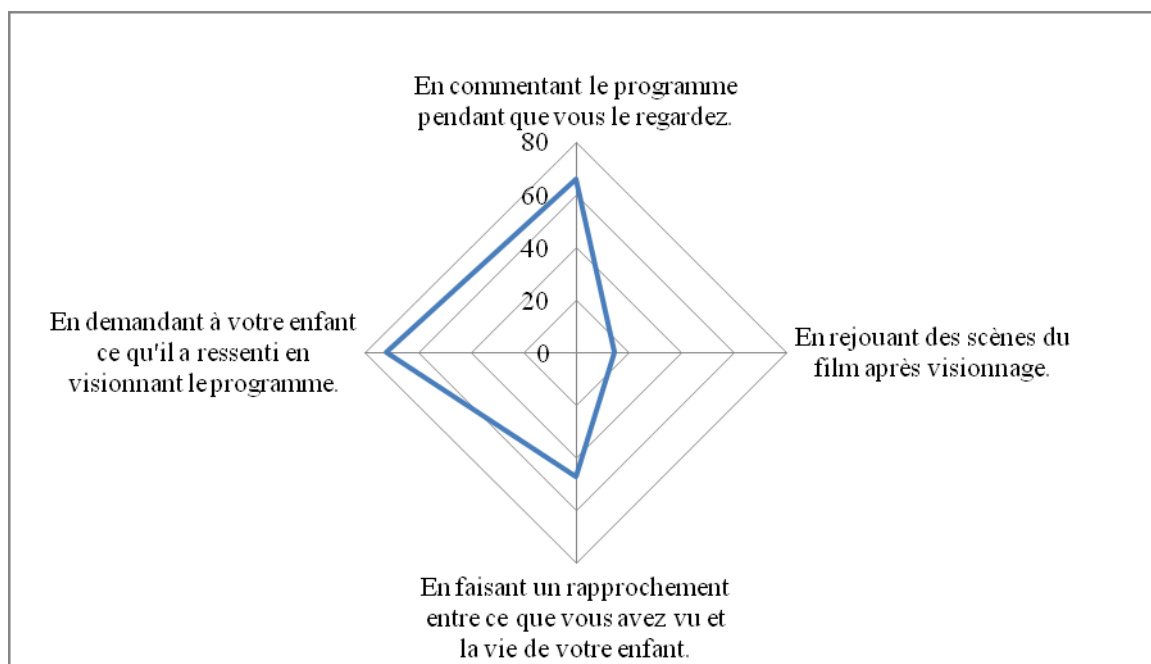 En commentant le programme
pendant que vous le regardez.
80
60
40
20
0
En rejouant des scènes du
film après visionnage.
En demandant à votre enfant
ce qu'il a ressenti en
visionnant le programme.
En faisant un rapprochement
entre ce que vous avez vu et
la vie de votre enfant.